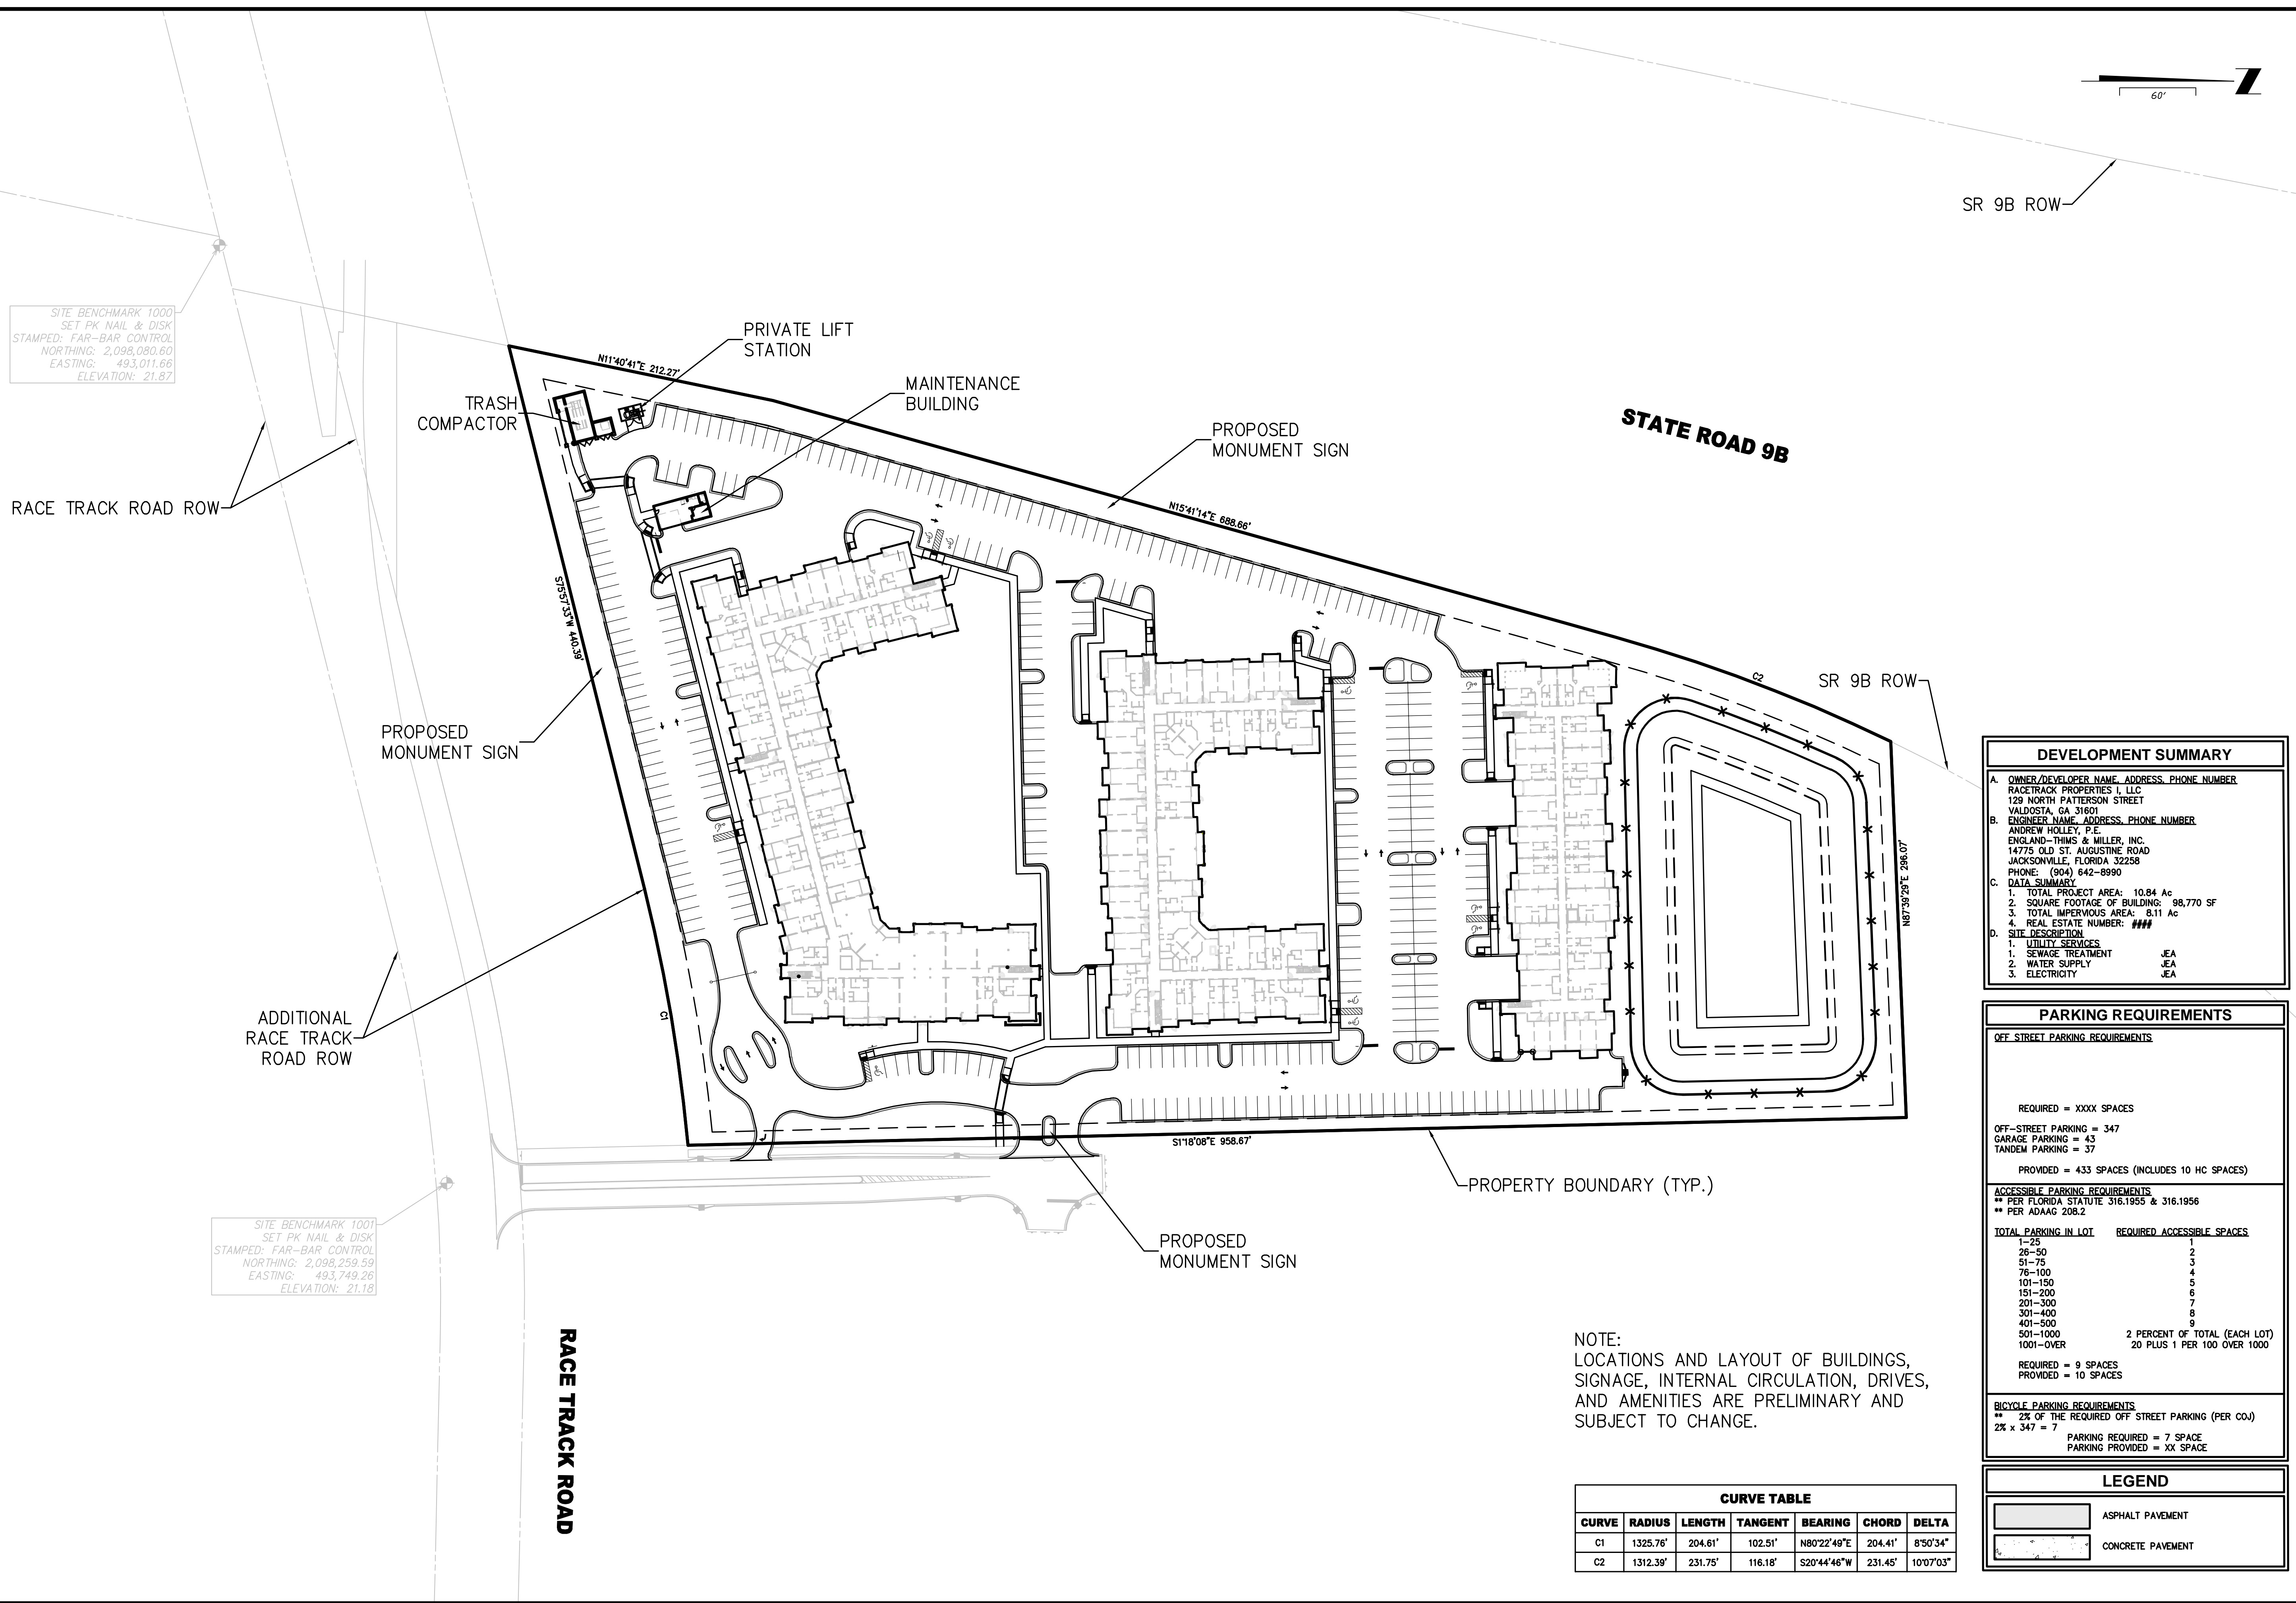 60'
SR 9B ROW
SITE BENCHMARK 1000
SET PK NAIL & DISK
STAMPED: FAR-BAR CONTROL
NORTHING: 2,098,080.60
EASTING: 493,011.66
ELEVATION: 21.87
PRIVATE LIFT
STATION
N11°40'41"E 212.27'
MAINTENANCE
BUILDING
TRASH
COMPACTOR
PROPOSED
MONUMENT SIGN
STATE ROAD 9B
RACE TRACK ROAD ROW
N15°41'14"E 688.66'
S75°57'33"W 440.39'
C2
SR 9B ROW
PROPOSED
MONUMENT SIGN
N87°39'29"E 296.07'
ADDITIONAL
RACE TRACK
ROAD ROW
C1
S1°18'08"E 958.67'
PROPERTY BOUNDARY (TYP.)
SITE BENCHMARK 1001
SET PK NAIL & DISK
STAMPED: FAR-BAR CONTROL
NORTHING: 2,098,259.59
EASTING: 493,749.26
ELEVATION: 21.18
PROPOSED
MONUMENT SIGN
RACE TRACK ROAD
NOTE:
LOCATIONS AND LAYOUT OF BUILDINGS,
SIGNAGE, INTERNAL CIRCULATION, DRIVES,
AND AMENITIES ARE PRELIMINARY AND
SUBJECT TO CHANGE.
CURVE TABLE
CURVE RADIUS LENGTH TANGENT BEARING CHORD DELTA
C1 1325.76' 204.61' 102.51' N80°22'49"E 204.41' 8°50'34"
C2 1312.39' 231.75' 116.18' S20°44'46"W 231.45' 10°07'03"
DEVELOPMENT SUMMARY
A. OWNER/DEVELOPER NAME, ADDRESS, PHONE NUMBER
RACETRACK PROPERTIES I, LLC
129 NORTH PATTERSON STREET
VALDOSTA, GA 31601
B. ENGINEER NAME, ADDRESS, PHONE NUMBER
ANDREW HOLLEY, P.E.
ENGLAND-THIMS & MILLER, INC.
14775 OLD ST. AUGUSTINE ROAD
JACKSONVILLE, FLORIDA 32258
PHONE: (904) 642-8990
C. DATA SUMMARY
1. TOTAL PROJECT AREA: 10.84 Ac
2. SQUARE FOOTAGE OF BUILDING: 98,770 SF
3. TOTAL IMPERVIOUS AREA: 8.11 Ac
4. REAL ESTATE NUMBER: ####
D. SITE DESCRIPTION
1. UTILITY SERVICES
1. SEWAGE TREATMENT JEA
2. WATER SUPPLY JEA
3. ELECTRICITY JEA
PARKING REQUIREMENTS
OFF STREET PARKING REQUIREMENTS
REQUIRED = XXXX SPACES
OFF-STREET PARKING = 347
GARAGE PARKING = 43
TANDEM PARKING = 37
PROVIDED = 433 SPACES (INCLUDES 10 HC SPACES)
ACCESSIBLE PARKING REQUIREMENTS
** PER FLORIDA STATUTE 316.1955 & 316.1956
** PER ADAAG 208.2
TOTAL PARKING IN LOT REQUIRED ACCESSIBLE SPACES
1-25 1
26-50 2
51-75 3
76-100 4
101-150 5
151-200 6
201-300 7
301-400 8
401-500 9
501-1000 2 PERCENT OF TOTAL (EACH LOT)
1001-OVER 20 PLUS 1 PER 100 OVER 1000
REQUIRED = 9 SPACES
PROVIDED = 10 SPACES
BICYCLE PARKING REQUIREMENTS
** 2% OF THE REQUIRED OFF STREET PARKING (PER COJ)
2% x 347 = 7
PARKING REQUIRED = 7 SPACE
PARKING PROVIDED = XX SPACE
LEGEND
ASPHALT PAVEMENT
CONCRETE PAVEMENT